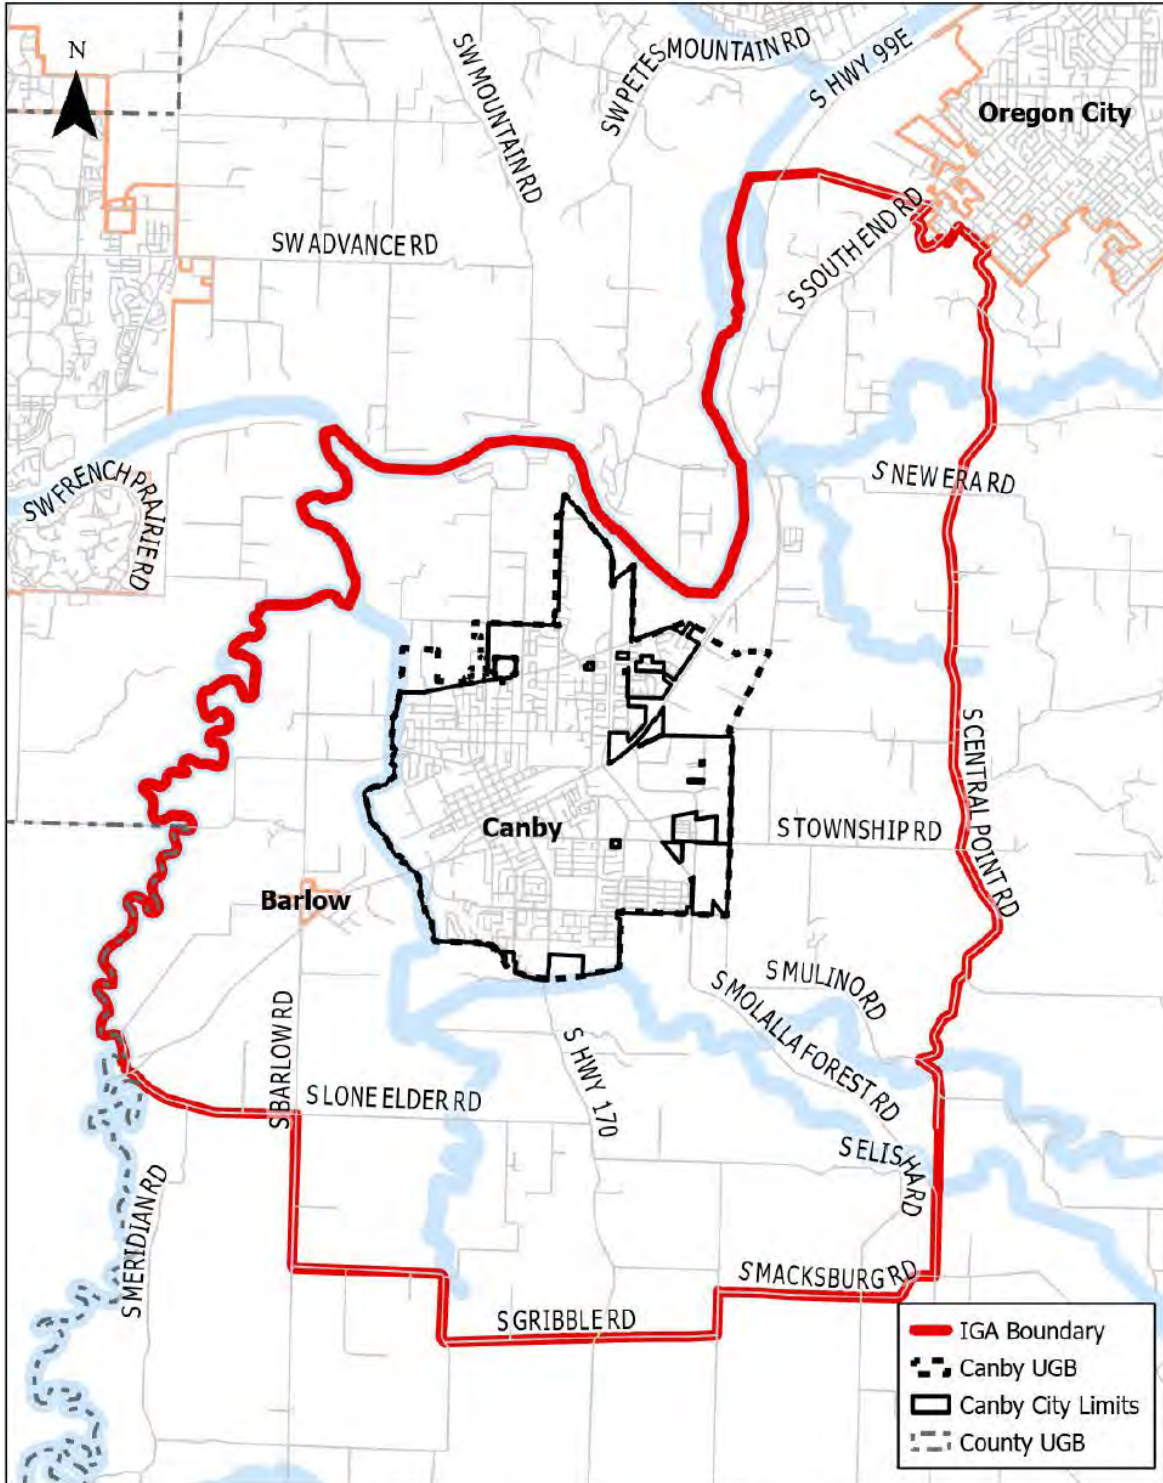 N
SW MOUNTAIN RD
SW PETES MOUNTAIN RD
S HWY 99E
Oregon City
SW ADVANCE RD
S SOUTH END RD
SW FRENCH PRAIRIE RD
S NEW ERA RD
S CENTRAL POINT RD
Canby
S TOWNSHIP RD
Barlow
S MULINO RD
S MOLALLA FOREST RD
S BARLOW RD
S LONE ELDER RD
S HWY 170
S ELISHA RD
S MERIDIAN RD
S MACKSBURG RD
S GRIBBLE RD
IGA Boundary
Canby UGB
Canby City Limits
County UGB